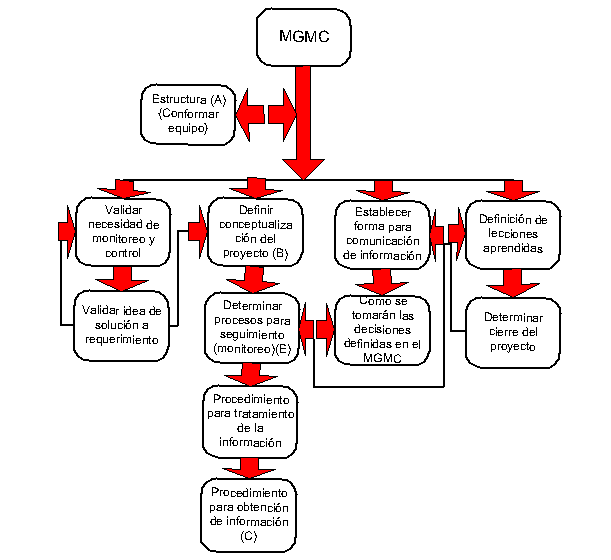 MGMC
Estructura (A)
{Conformar
equipo}
Validar
necesidad de
monitoreo y
control
Definir
conceptualiza
ción del
proyecto (B)
Establecer
forma para
comunicación
de información
Definición de
lecciones
aprendidas
Validar idea de
solución a
requerimiento
Determinar
procesos para
seguimiento
(monitoreo)(E)
Como se
tomarán las
decisiones
definidas en el
MGMC
Determinar
cierre del
proyecto
Procedimiento
para tratamiento
de la
información
Procedimiento
para obtención
de información
(C)